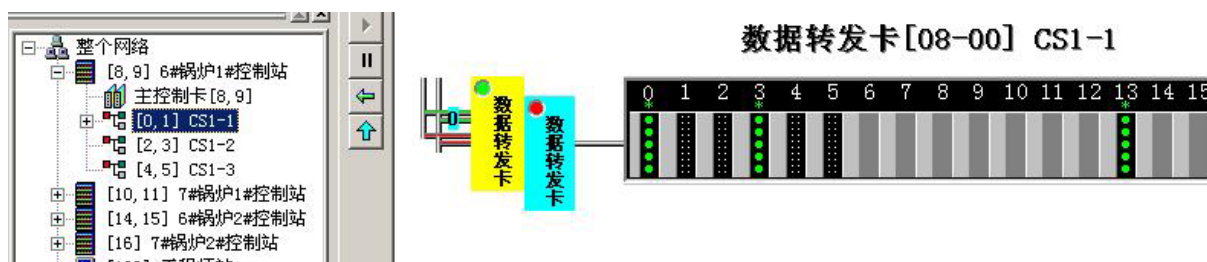 整个网络
[8,9] 6#锅炉1#控制站
主控制卡[8,9]
[0,1] CS1-1
[2,3] CS1-2
[4,5] CS1-3
[10,11] 7#锅炉1#控制站
[14,15] 6#锅炉2#控制站
[16] 7#锅炉2#控制站
数据转发卡[08-00] CS1-1
0
数据转发卡
数据转发卡
0 1 2 3 4 5 6 7 8 9 10 11 12 13 14 15
* * *